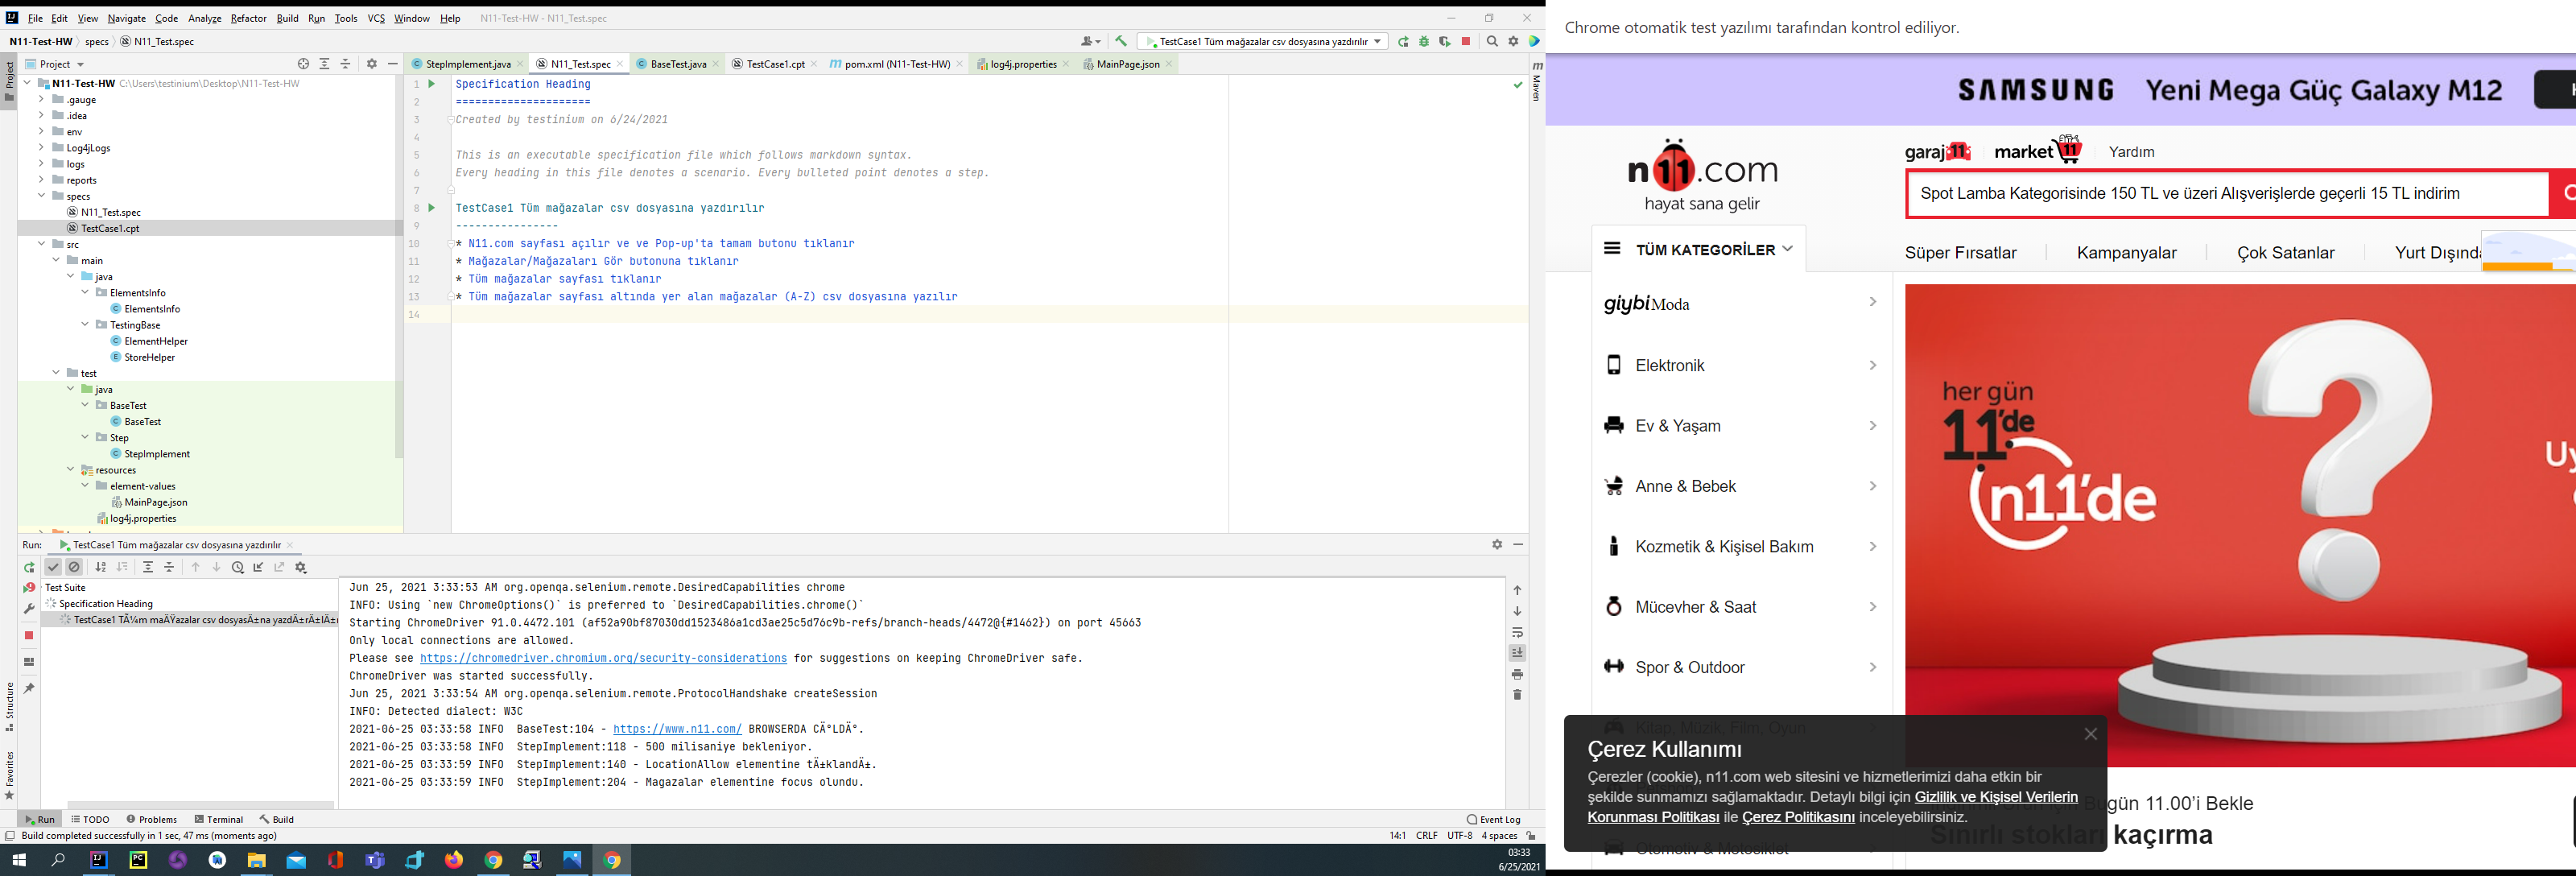 File Edit View Navigate Code Analyze Refactor Build Run Tools VCS Window Help N11-Test-HW - N11_Test.spec
N11-Test-HW specs N11_Test.spec
TestCase1 Tüm mağazalar csv dosyasına yazdırılır
Project
StepImplement.java N11_Test.spec BaseTest.java TestCase1.cpt pom.xml (N11-Test-HW) log4j.properties MainPage.json
Project
Maven
N11-Test-HW C:\Users\testinium\Desktop\N11-Test-HW
.gauge
.idea
env
Log4jLogs
logs
reports
specs
N11_Test.spec
TestCase1.cpt
src
main
java
ElementsInfo
ElementsInfo
TestingBase
ElementHelper
StoreHelper
test
java
BaseTest
BaseTest
Step
StepImplement
resources
element-values
MainPage.json
log4j.properties
1 Specification Heading
2 =====================
3 Created by testinium on 6/24/2021
4
5 This is an executable specification file which follows markdown syntax.
6 Every heading in this file denotes a scenario. Every bulleted point denotes a step.
7
8 TestCase1 Tüm mağazalar csv dosyasına yazdırılır
9 ----------------
10 * N11.com sayfası açılır ve ve Pop-up'ta tamam butonu tıklanır
11 * Mağazalar/Mağazaları Gör butonuna tıklanır
12 * Tüm mağazalar sayfası tıklanır
13 * Tüm mağazalar sayfası altında yer alan mağazalar (A-Z) csv dosyasına yazılır
14
Run: TestCase1 Tüm mağazalar csv dosyasına yazdırılır
Test Suite
Specification Heading
TestCase1 TÃ¼m maÄŸazalar csv dosyasÄ±na yazdÄ±rÄ±lÄ±r
Jun 25, 2021 3:33:53 AM org.openqa.selenium.remote.DesiredCapabilities chrome
INFO: Using `new ChromeOptions()` is preferred to `DesiredCapabilities.chrome()`
Starting ChromeDriver 91.0.4472.101 (af52a90bf87030dd1523486a1cd3ae25c5d76c9b-refs/branch-heads/4472@{#1462}) on port 45663
Only local connections are allowed.
Please see https://chromedriver.chromium.org/security-considerations for suggestions on keeping ChromeDriver safe.
ChromeDriver was started successfully.
Jun 25, 2021 3:33:54 AM org.openqa.selenium.remote.ProtocolHandshake createSession
INFO: Detected dialect: W3C
2021-06-25 03:33:58 INFO BaseTest:104 - https://www.n11.com/ BROWSERDA CÄ°LDÄ°.
2021-06-25 03:33:58 INFO StepImplement:118 - 500 milisaniye bekleniyor.
2021-06-25 03:33:59 INFO StepImplement:140 - LocationAllow elementine tÄ±klandÄ±.
2021-06-25 03:33:59 INFO StepImplement:204 - Magazalar elementine focus olundu.
Structure
Favorites
Run TODO Problems Terminal Build Event Log
Build completed successfully in 1 sec, 47 ms (moments ago) 14:1 CRLF UTF-8 4 spaces
03:33
6/25/2021
Chrome otomatik test yazılımı tarafından kontrol ediliyor.
SAMSUNG Yeni Mega Güç Galaxy M12
n11.com
hayat sana gelir
garaj11 market11 Yardım
Spot Lamba Kategorisinde 150 TL ve üzeri Alışverişlerde geçerli 15 TL indirim
TÜM KATEGORİLER
Süper Fırsatlar Kampanyalar Çok Satanlar Yurt Dışında
giybiModa
Elektronik
Ev & Yaşam
Anne & Bebek
Kozmetik & Kişisel Bakım
Mücevher & Saat
Spor & Outdoor
Kitap, Müzik, Film, Oyun
Otomotiv & Motosiklet
her gün
11'de
n11'de
Çerez Kullanımı
Çerezler (cookie), n11.com web sitesini ve hizmetlerimizi daha etkin bir
şekilde sunmamızı sağlamaktadır. Detaylı bilgi için Gizlilik ve Kişisel Verilerin
Korunması Politikası ile Çerez Politikasını inceleyebilirsiniz.
Bugün 11.00'i Bekle
Sınırlı stokları kaçırma